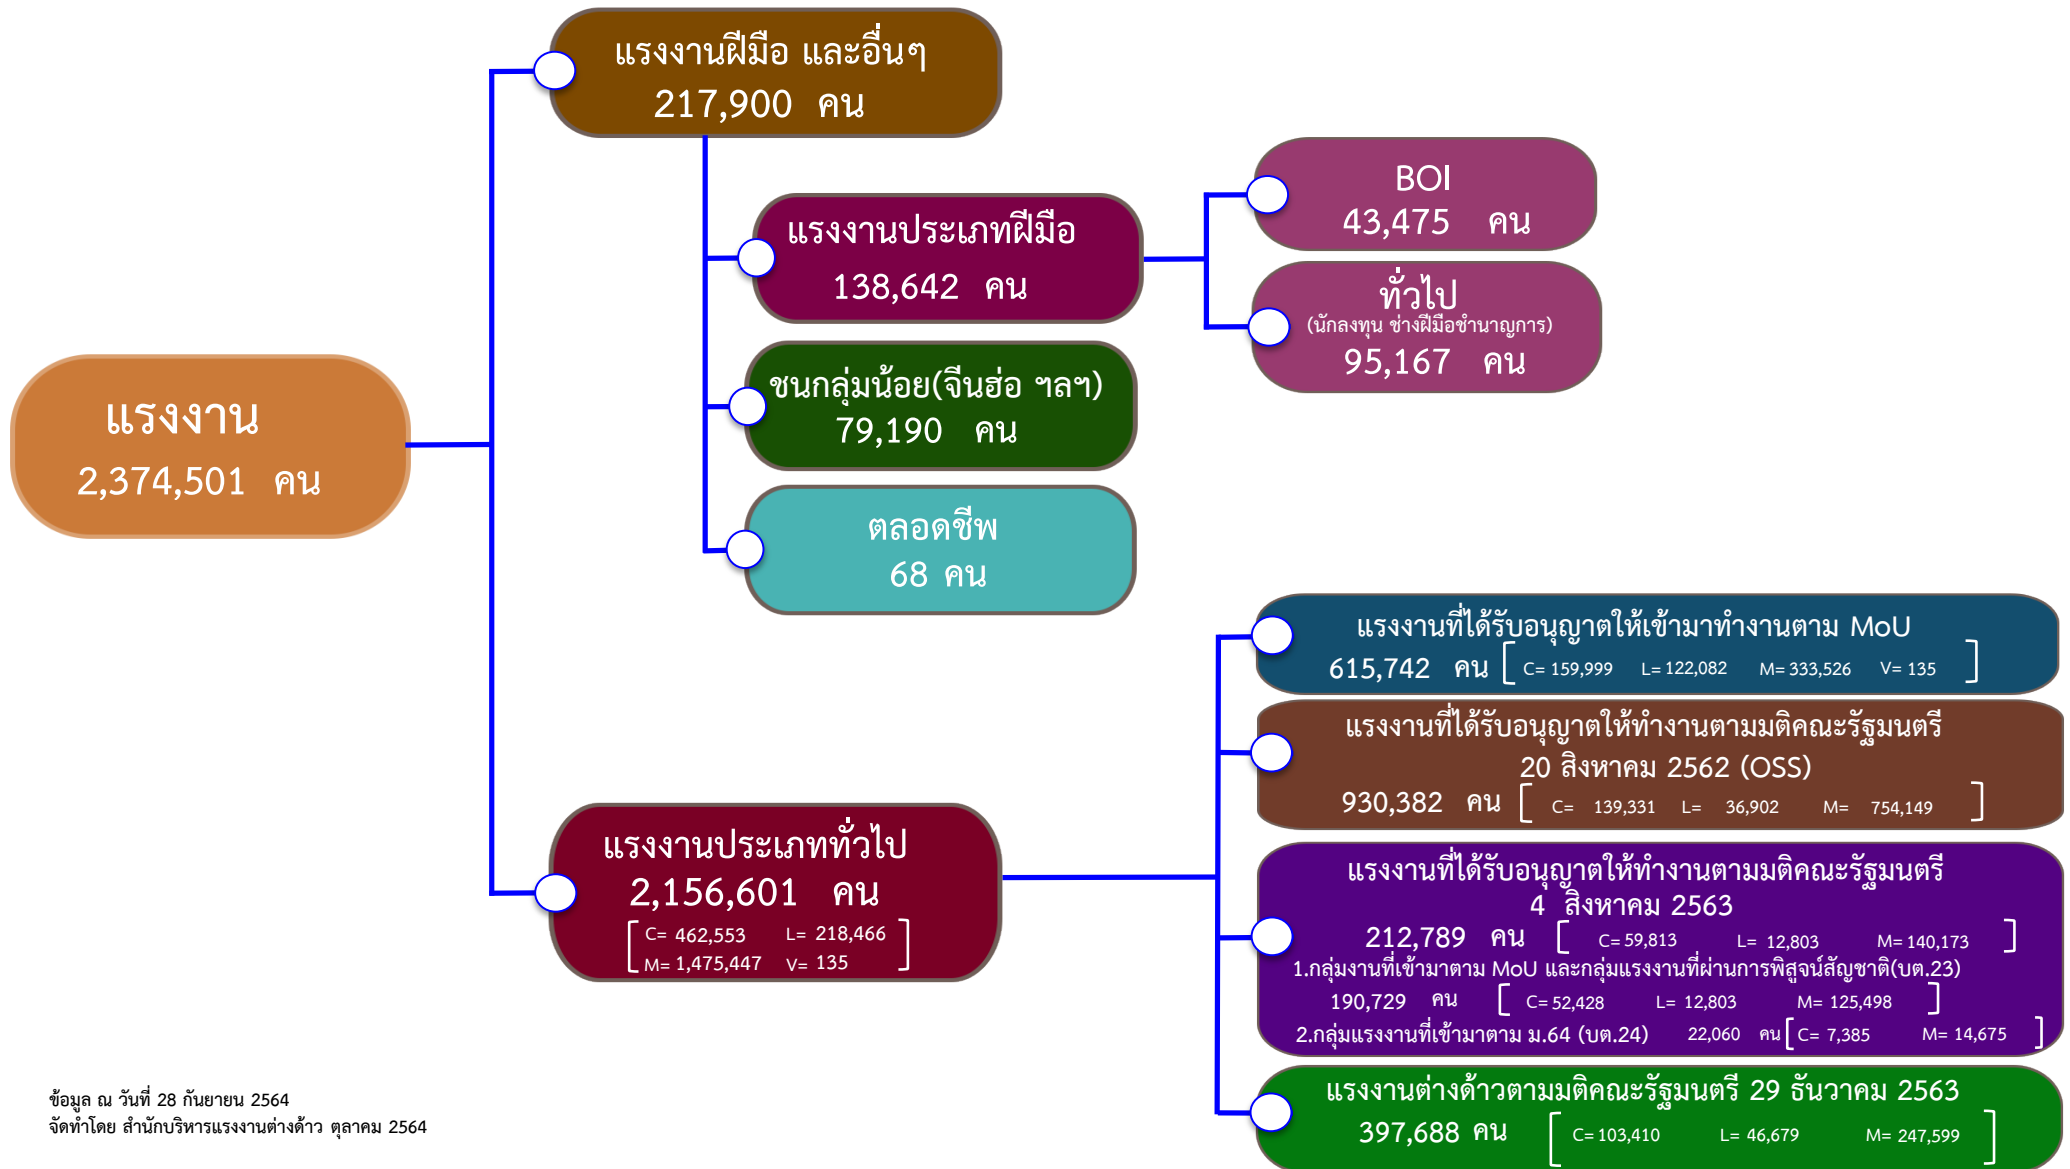 แรงงานฝีมือ และอื่นๆ
217,900 คน
BOI
43,475 คน
แรงงานประเภทฝีมือ
138,642 คน
ทั่วไป
(นักลงทุน ช่างฝีมือชำนาญการ)
95,167 คน
แรงงาน
2,374,501 คน
ชนกลุ่มน้อย(จีนฮ่อ ฯลฯ)
79,190 คน
ตลอดชีพ
68 คน
แรงงานประเภททั่วไป
2,156,601 คน
C= 462,553 L= 218,466
M= 1,475,447 V= 135
แรงงานที่ได้รับอนุญาตให้เข้ามาทำงานตาม MoU
615,742 คน [ C= 159,999 L= 122,082 M= 333,526 V= 135 ]
แรงงานที่ได้รับอนุญาตให้ทำงานตามมติคณะรัฐมนตรี
20 สิงหาคม 2562 (OSS)
930,382 คน [ C= 139,331 L= 36,902 M= 754,149 ]
แรงงานที่ได้รับอนุญาตให้ทำงานตามมติคณะรัฐมนตรี
4 สิงหาคม 2563
212,789 คน [ C= 59,813 L= 12,803 M= 140,173 ]
1.กลุ่มงานที่เข้ามาตาม MoU และกลุ่มแรงงานที่ผ่านการพิสูจน์สัญชาติ(บต.23)
190,729 คน [ C= 52,428 L= 12,803 M= 125,498 ]
2.กลุ่มแรงงานที่เข้ามาตาม ม.64 (บต.24) 22,060 คน [ C= 7,385 M= 14,675 ]
แรงงานต่างด้าวตามมติคณะรัฐมนตรี 29 ธันวาคม 2563
397,688 คน [ C= 103,410 L= 46,679 M= 247,599 ]
ข้อมูล ณ วันที่ 28 กันยายน 2564
จัดทำโดย สำนักบริหารแรงงานต่างด้าว ตุลาคม 2564